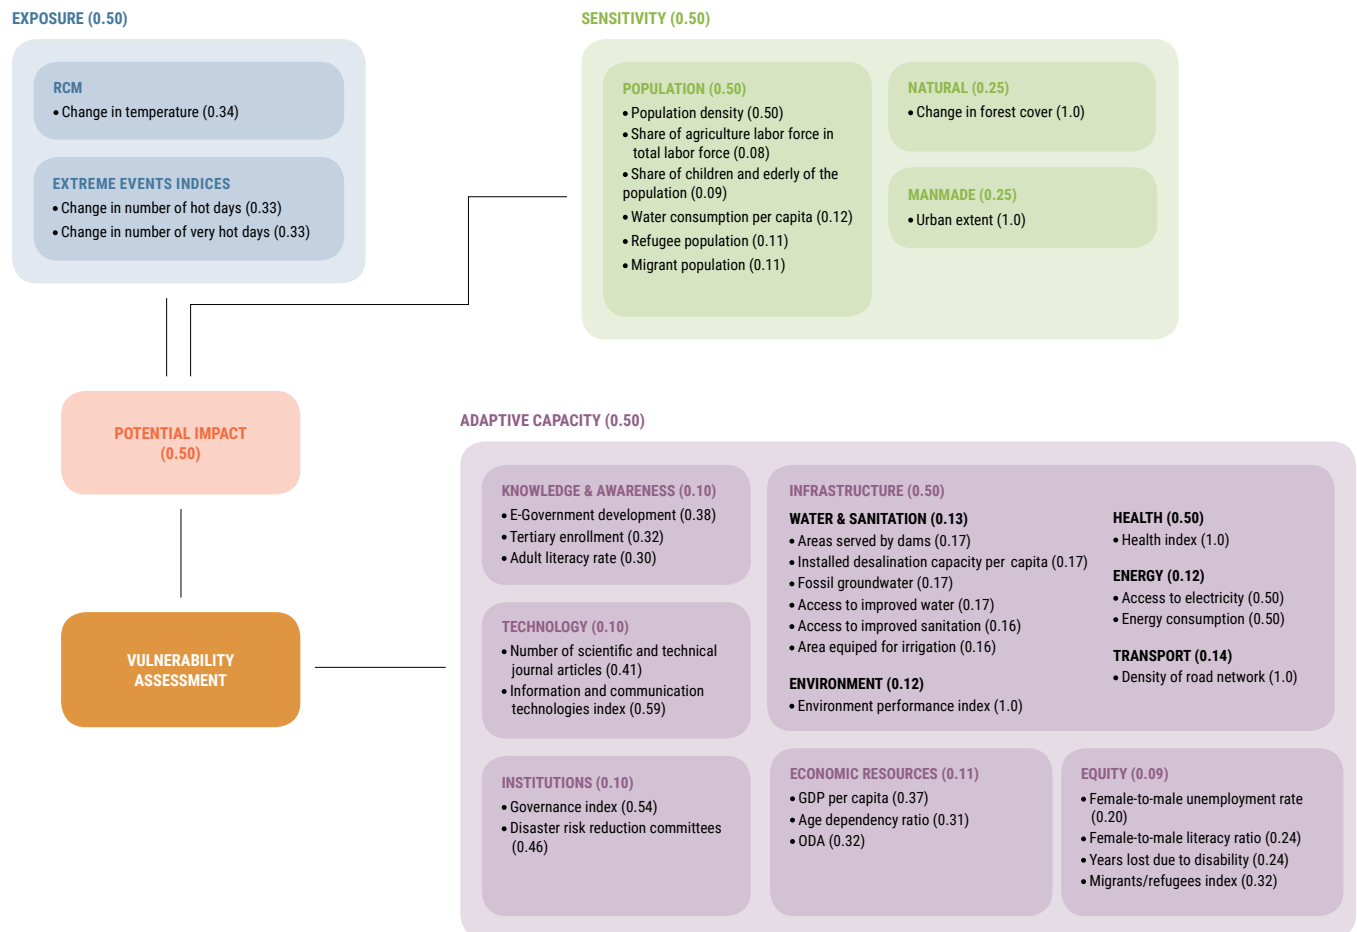 EXPOSURE (0.50)
RCM
• Change in temperature (0.34)
EXTREME EVENTS INDICES
• Change in number of hot days (0.33)
• Change in number of very hot days (0.33)
SENSITIVITY (0.50)
POPULATION (0.50)
• Population density (0.50)
• Share of agriculture labor force in
total labor force (0.08)
• Share of children and ederly of the
population (0.09)
• Water consumption per capita (0.12)
• Refugee population (0.11)
• Migrant population (0.11)
NATURAL (0.25)
• Change in forest cover (1.0)
MANMADE (0.25)
• Urban extent (1.0)
POTENTIAL IMPACT
(0.50)
VULNERABILITY
ASSESSMENT
ADAPTIVE CAPACITY (0.50)
KNOWLEDGE & AWARENESS (0.10)
• E-Government development (0.38)
• Tertiary enrollment (0.32)
• Adult literacy rate (0.30)
TECHNOLOGY (0.10)
• Number of scientific and technical
journal articles (0.41)
• Information and communication
technologies index (0.59)
INSTITUTIONS (0.10)
• Governance index (0.54)
• Disaster risk reduction committees
(0.46)
INFRASTRUCTURE (0.50)
WATER & SANITATION (0.13)
• Areas served by dams (0.17)
• Installed desalination capacity per capita (0.17)
• Fossil groundwater (0.17)
• Access to improved water (0.17)
• Access to improved sanitation (0.16)
• Area equiped for irrigation (0.16)
ENVIRONMENT (0.12)
• Environment performance index (1.0)
HEALTH (0.50)
• Health index (1.0)
ENERGY (0.12)
• Access to electricity (0.50)
• Energy consumption (0.50)
TRANSPORT (0.14)
• Density of road network (1.0)
ECONOMIC RESOURCES (0.11)
• GDP per capita (0.37)
• Age dependency ratio (0.31)
• ODA (0.32)
EQUITY (0.09)
• Female-to-male unemployment rate
(0.20)
• Female-to-male literacy ratio (0.24)
• Years lost due to disability (0.24)
• Migrants/refugees index (0.32)